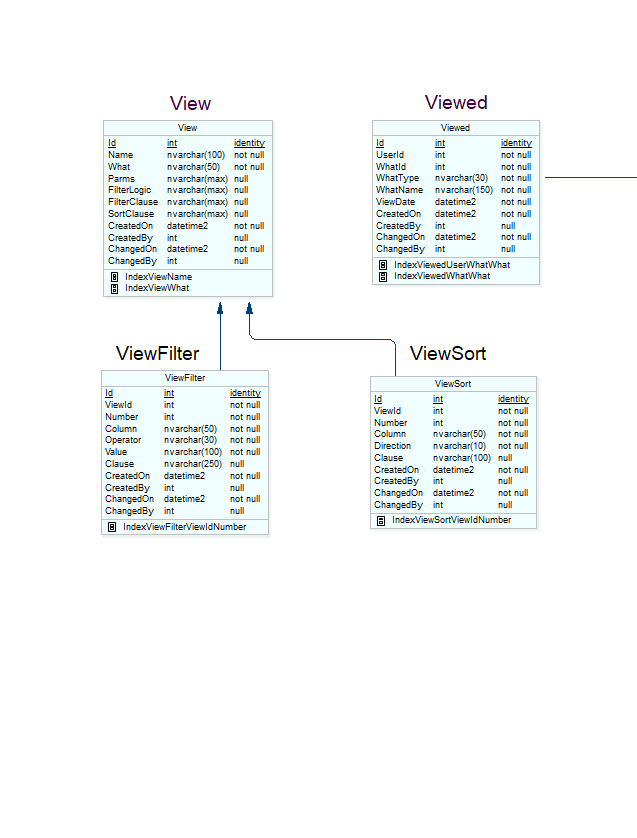 View
View
Id int identity
Name nvarchar(100) not null
What nvarchar(50) not null
Parms nvarchar(max) null
FilterLogic nvarchar(max) null
FilterClause nvarchar(max) null
SortClause nvarchar(max) null
CreatedOn datetime2 not null
CreatedBy int null
ChangedOn datetime2 not null
ChangedBy int null
IndexViewName
IndexViewWhat
Viewed
Viewed
Id int identity
UserId int not null
WhatId int not null
WhatType nvarchar(30) not null
WhatName nvarchar(150) not null
ViewDate datetime2 not null
CreatedOn datetime2 not null
CreatedBy int null
ChangedOn datetime2 not null
ChangedBy int null
IndexViewedUserWhatWhat
IndexViewedWhatWhat
ViewFilter
ViewFilter
Id int identity
ViewId int not null
Number int not null
Column nvarchar(50) not null
Operator nvarchar(30) not null
Value nvarchar(100) not null
Clause nvarchar(250) null
CreatedOn datetime2 not null
CreatedBy int null
ChangedOn datetime2 not null
ChangedBy int null
IndexViewFilterViewIdNumber
ViewSort
ViewSort
Id int identity
ViewId int not null
Number int not null
Column nvarchar(50) not null
Direction nvarchar(10) not null
Clause nvarchar(100) null
CreatedOn datetime2 not null
CreatedBy int null
ChangedOn datetime2 not null
ChangedBy int null
IndexViewSortViewIdNumber